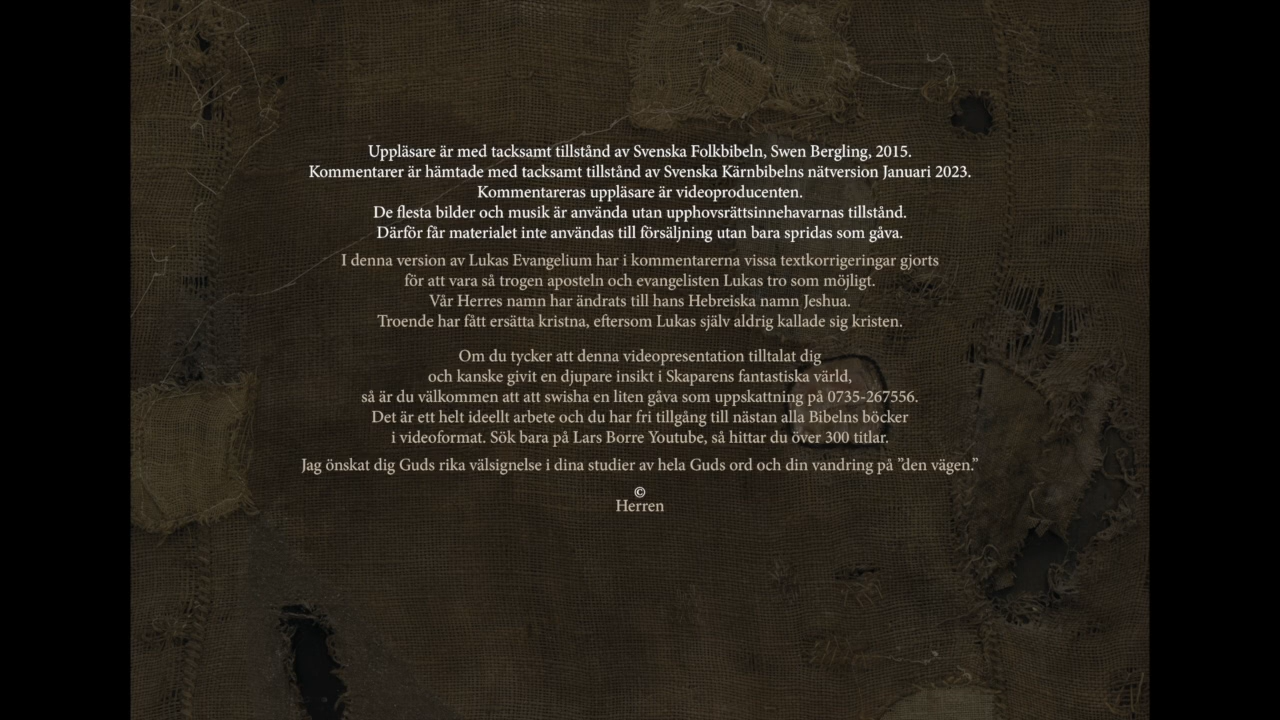 Uppläsare är med tacksamt tillstånd av Svenska Folkbibeln, Swen Bergling, 2015.
Kommentarer är hämtade med tacksamt tillstånd av Svenska Kärnbibelns nätversion Januari 2023.
Kommentareras uppläsare är videoproducenten.
De flesta bilder och musik är använda utan upphovsrättsinnehavarnas tillstånd.
Därför får materialet inte användas till försäljning utan bara spridas som gåva.
I denna version av Lukas Evangelium har i kommentarerna vissa textkorrigeringar gjorts
för att vara så trogen aposteln och evangelisten Lukas tro som möjligt.
Vår Herres namn har ändrats till hans Hebreiska namn Jeshua.
Troende har fått ersätta kristna, eftersom Lukas själv aldrig kallade sig kristen.
Om du tycker att denna videopresentation tilltalat dig
och kanske givit en djupare insikt i Skaparens fantastiska värld,
så är du välkommen att att swisha en liten gåva som uppskattning på 0735-267556.
Det är ett helt ideellt arbete och du har fri tillgång till nästan alla Bibelns böcker
i videoformat. Sök bara på Lars Borre Youtube, så hittar du över 300 titlar.
Jag önskat dig Guds rika välsignelse i dina studier av hela Guds ord och din vandring på ”den vägen.”
©
Herren